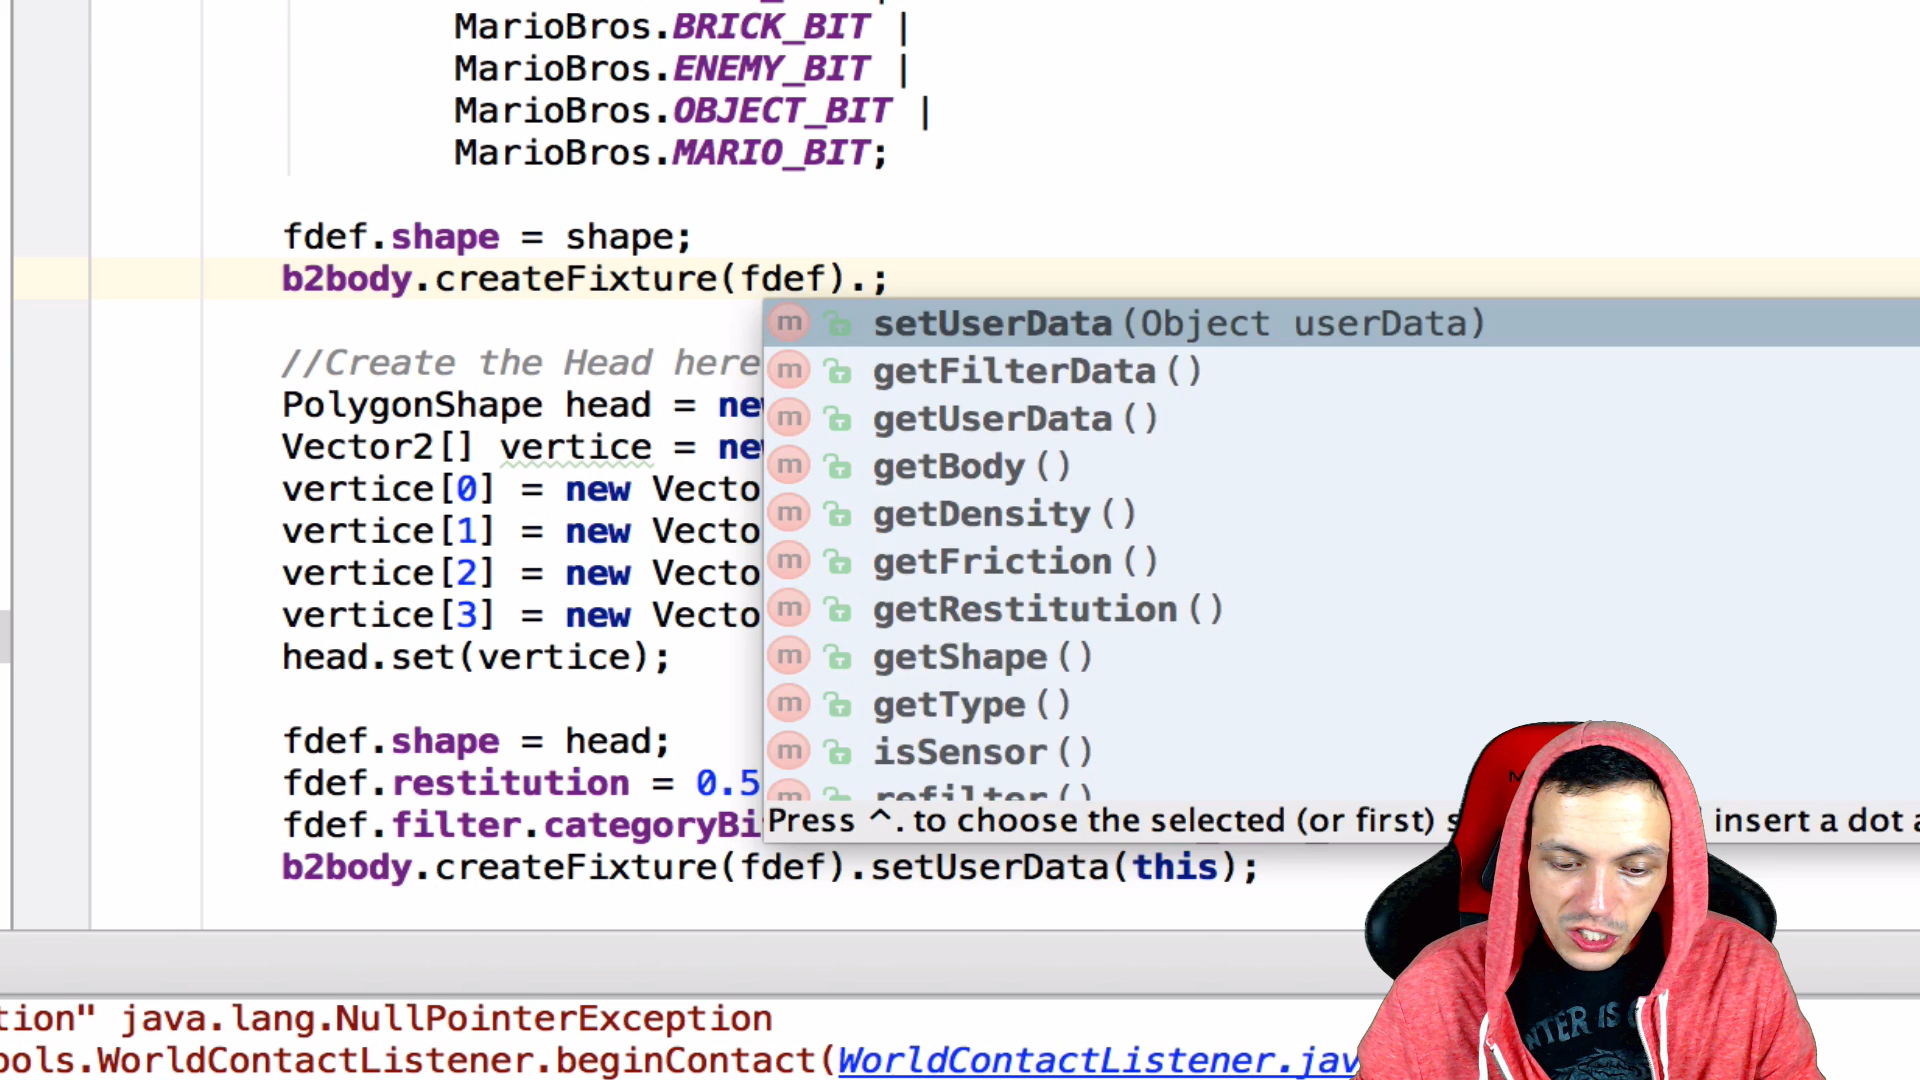 MarioBros.BRICK_BIT |
MarioBros.ENEMY_BIT |
MarioBros.OBJECT_BIT |
MarioBros.MARIO_BIT;
fdef.shape = shape;
b2body.createFixture(fdef).;
//Create the Head here
PolygonShape head = new
Vector2[] vertice = new
vertice[0] = new Vecto
vertice[1] = new Vecto
vertice[2] = new Vecto
vertice[3] = new Vecto
head.set(vertice);
fdef.shape = head;
fdef.restitution = 0.5
fdef.filter.categoryBi
b2body.createFixture(fdef).setUserData(this);
m setUserData(Object userData)
m getFilterData()
m getUserData()
m getBody()
m getDensity()
m getFriction()
m getRestitution()
m getShape()
m getType()
m isSensor()
m refilter()
Press ^. to choose the selected (or first) s insert a dot a
tion" java.lang.NullPointerException
ools.WorldContactListener.beginContact(WorldContactListener.jav